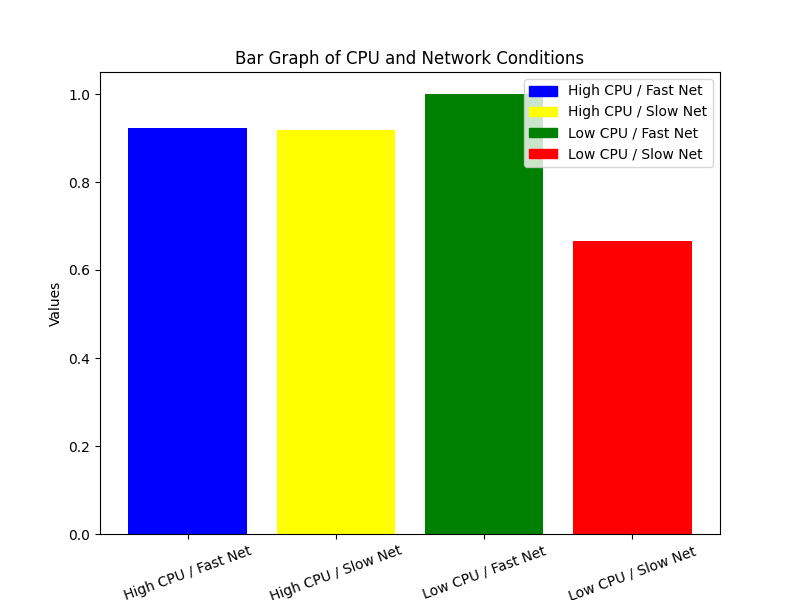 Bar Graph of CPU and Network Conditions
1.0
0.8
0.6
0.4
0.2
0.0
Values
High CPU / Fast Net
High CPU / Slow Net
Low CPU / Fast Net
Low CPU / Slow Net
High CPU / Fast Net
High CPU / Slow Net
Low CPU / Fast Net
Low CPU / Slow Net